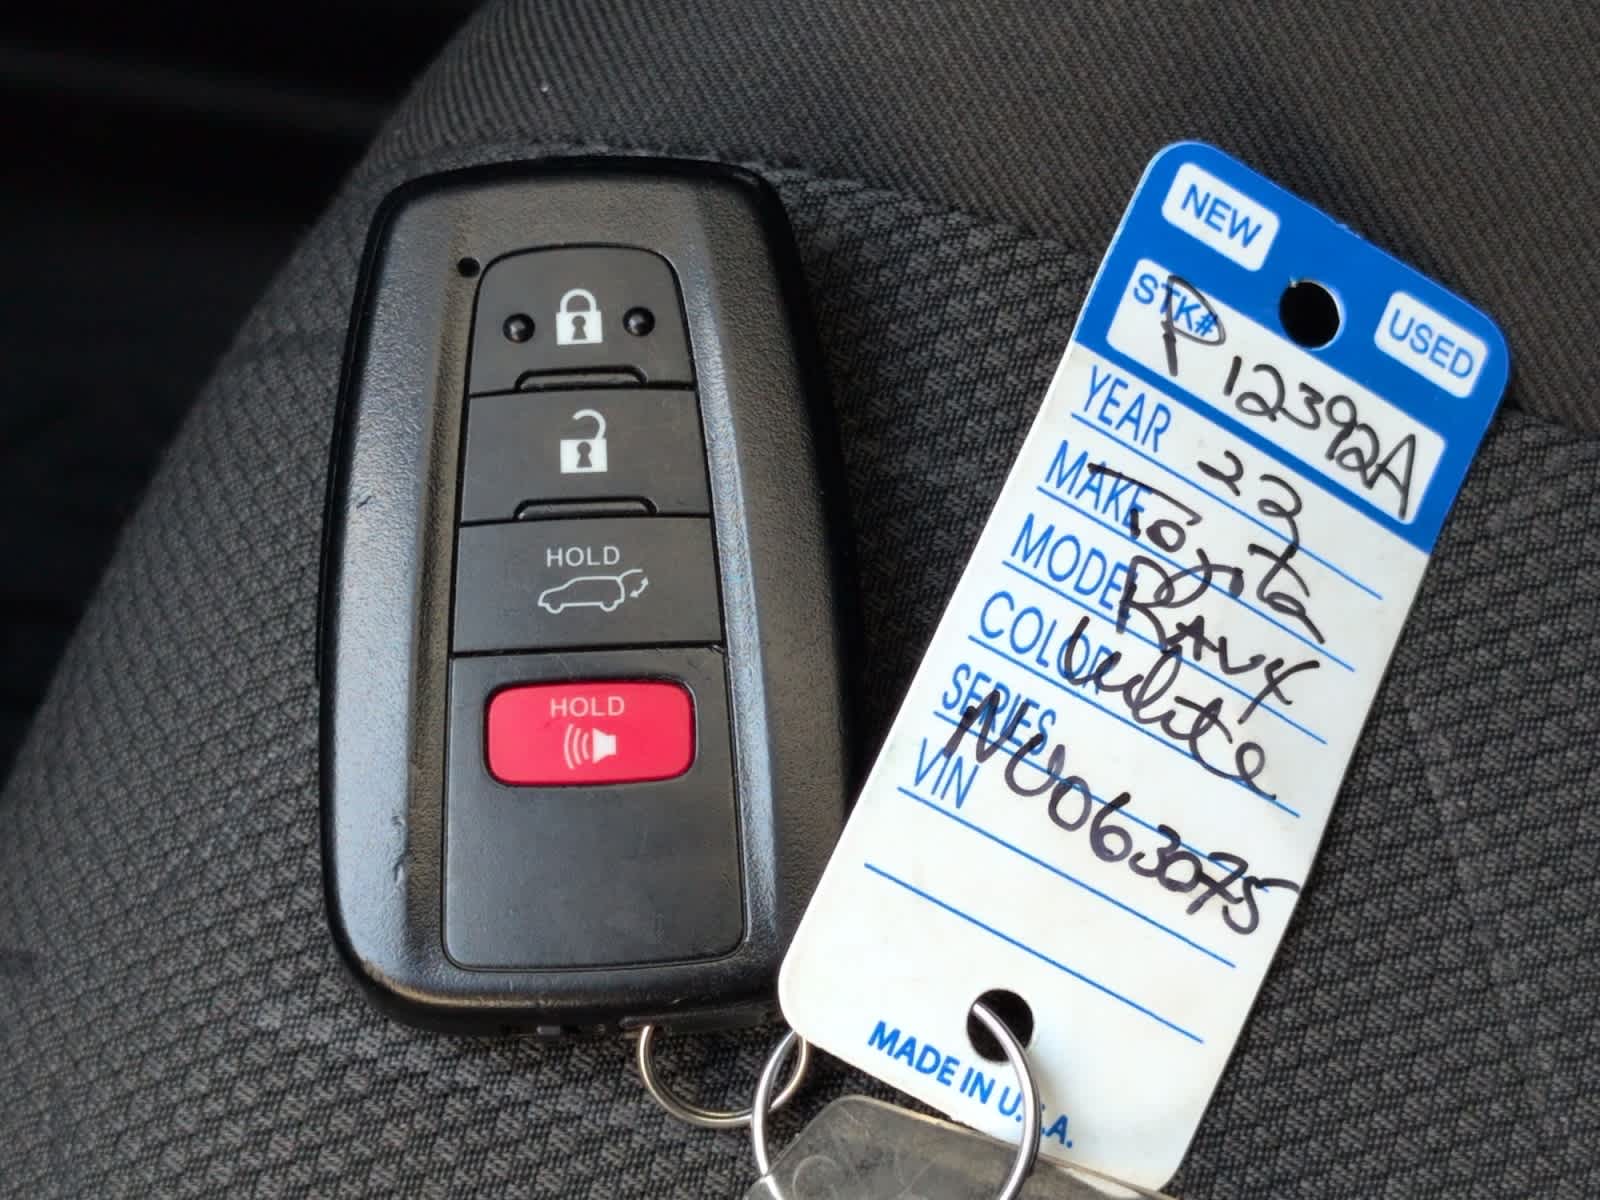 HOLD
HOLD
NEW
USED
STK# P12392A
YEAR 22
MAKE Toyota
MODEL RAV4
COLOR White
SERIES
VIN NU063075
MADE IN U.S.A.